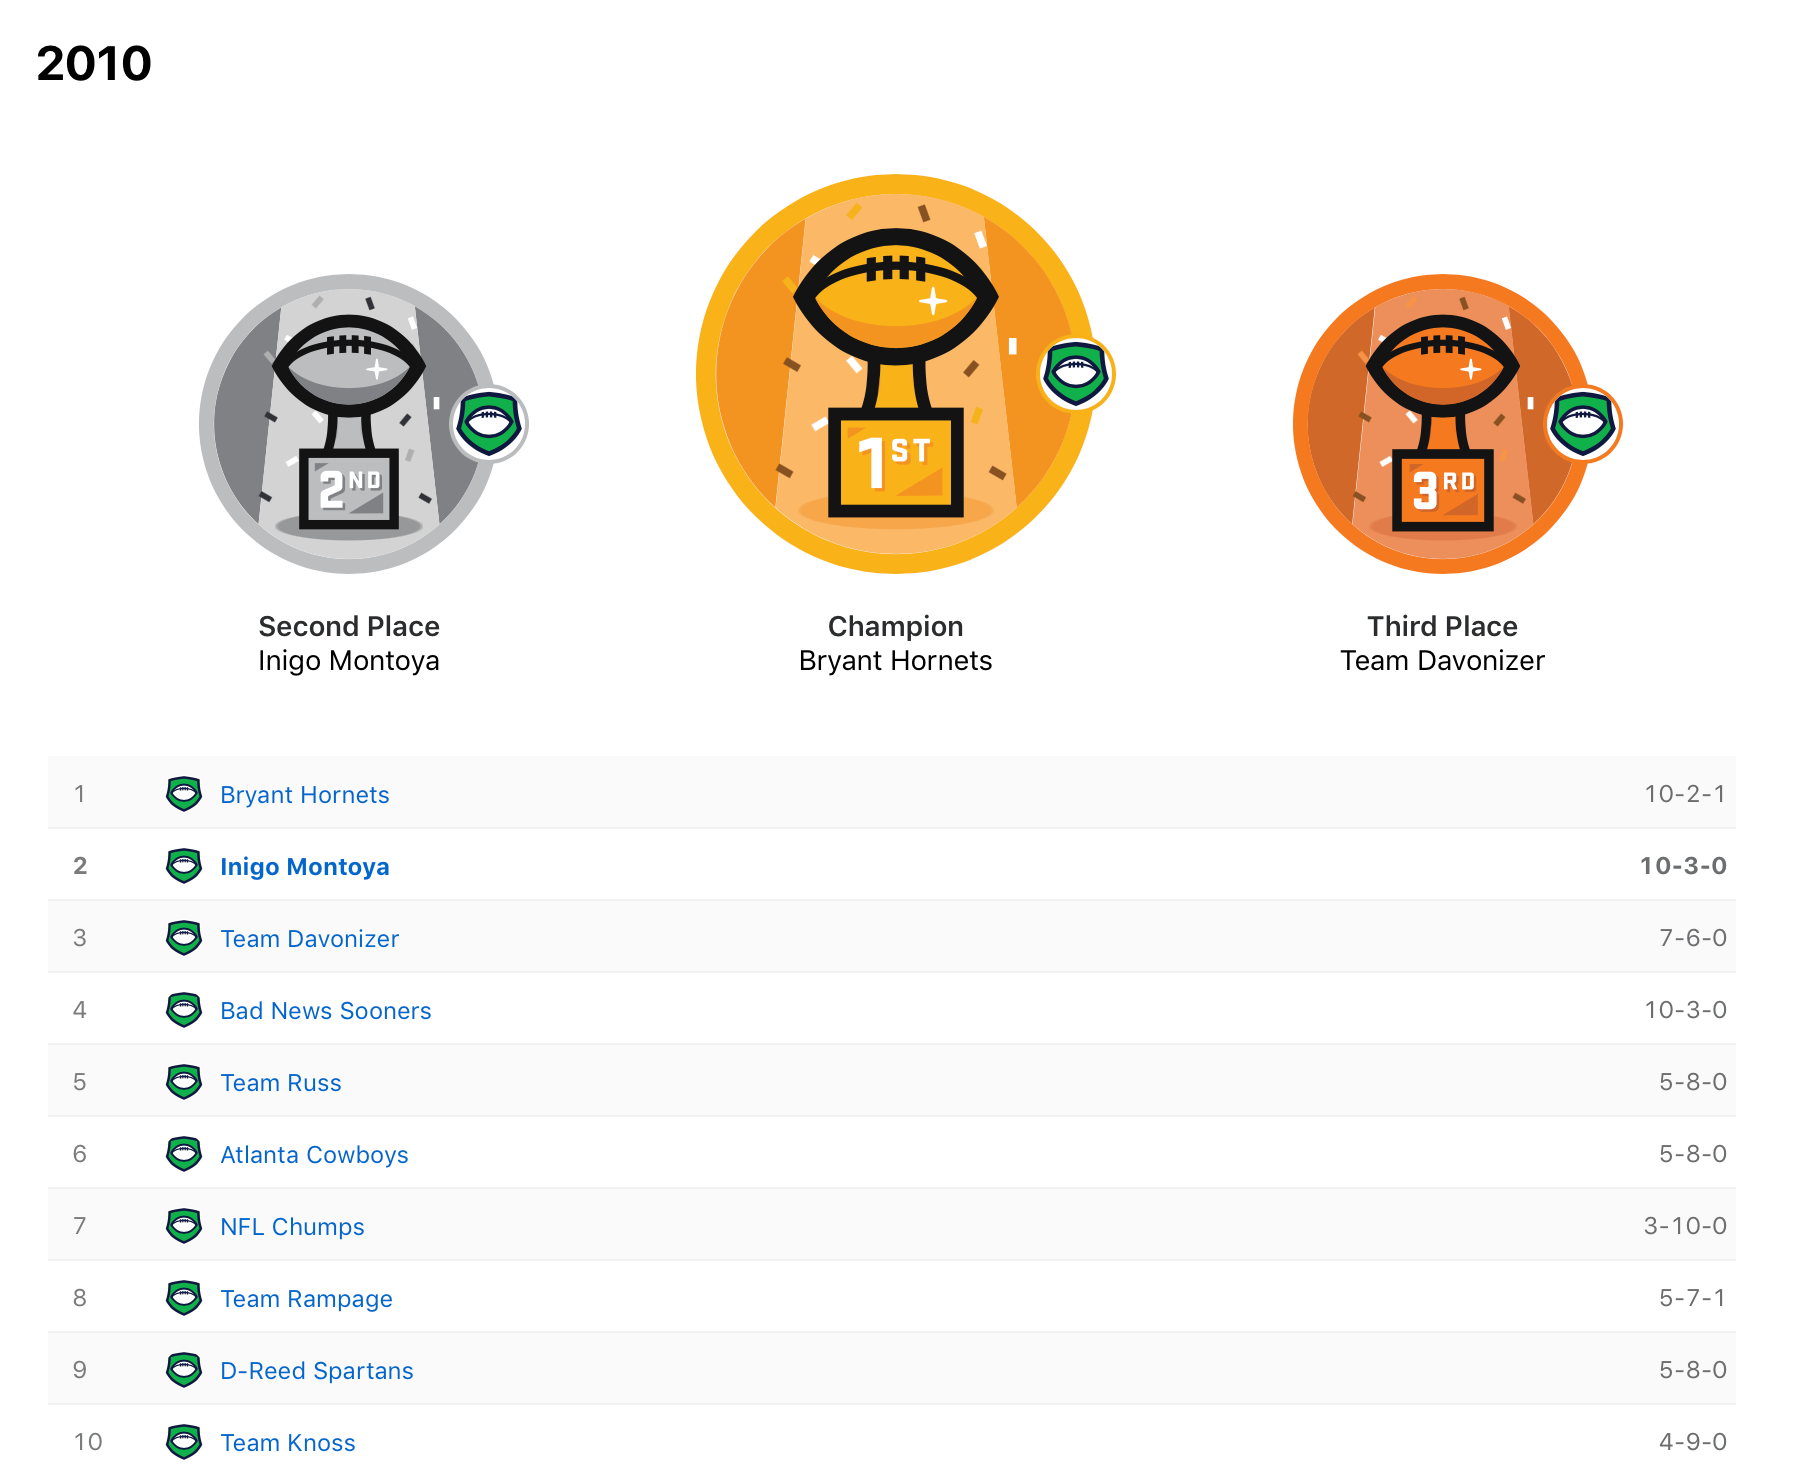 2010
2ND
1ST
3RD
Second Place
Inigo Montoya
Champion
Bryant Hornets
Third Place
Team Davonizer
1 Bryant Hornets 10-2-1
2 Inigo Montoya 10-3-0
3 Team Davonizer 7-6-0
4 Bad News Sooners 10-3-0
5 Team Russ 5-8-0
6 Atlanta Cowboys 5-8-0
7 NFL Chumps 3-10-0
8 Team Rampage 5-7-1
9 D-Reed Spartans 5-8-0
10 Team Knoss 4-9-0